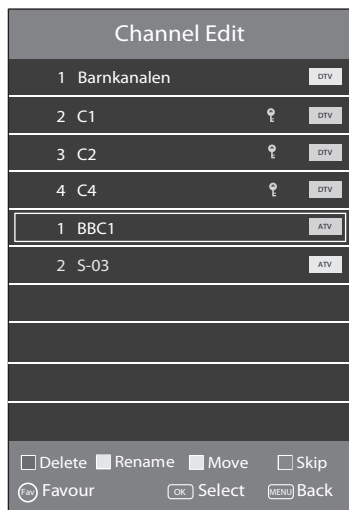 Channel Edit
1 Barnkanalen DTV
2 C1 DTV
3 C2 DTV
4 C4 DTV
1 BBC1 ATV
2 S-03 ATV
Delete Rename Move Skip
Fav Favour OK Select MENU Back